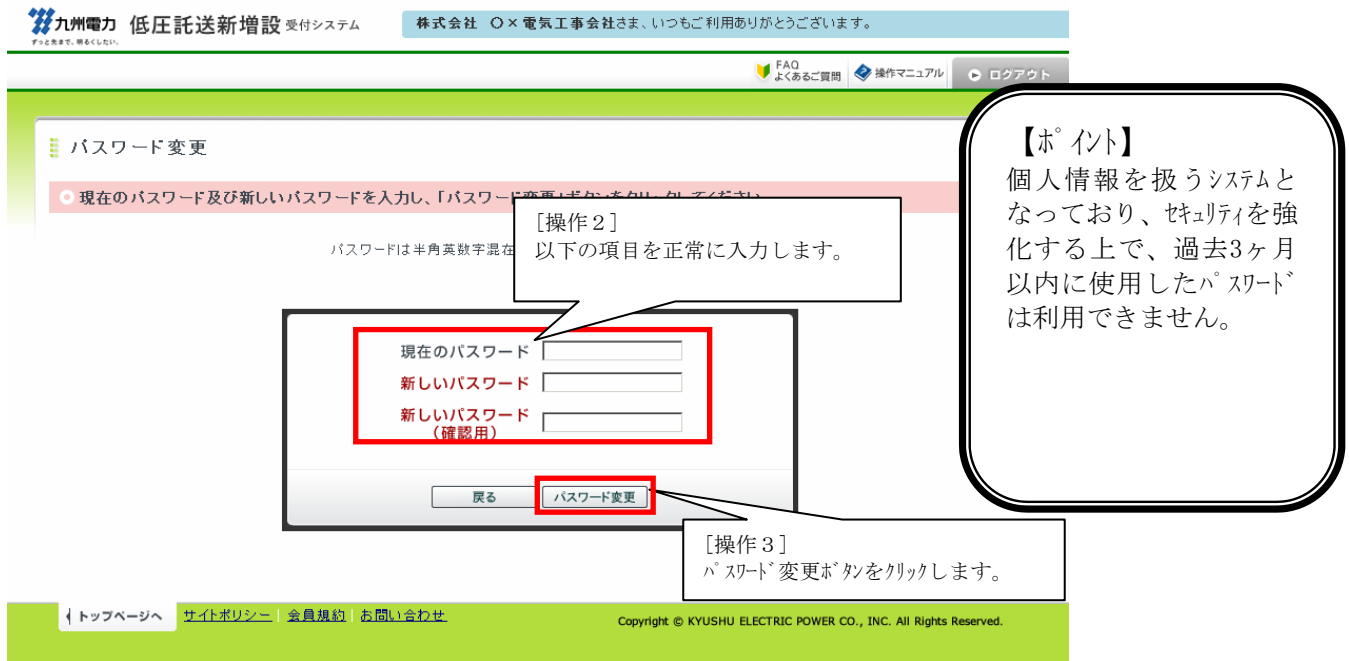 九州電力 低圧託送新増設 受付システム
ずっと先まで、明るくしたい。
株式会社 〇×電気工事会社さま、いつもご利用ありがとうございます。
FAQ
よくあるご質問
操作マニュアル
ログアウト
パスワード変更
現在のパスワード及び新しいパスワードを入力し、「パスワード変更」ボタンをクリックしてください
パスワードは半角英数字混在
［操作２］
以下の項目を正常に入力します。
現在のパスワード
新しいパスワード
新しいパスワード
（確認用）
戻る
パスワード変更
［操作３］
ﾊﾟｽﾜｰﾄﾞ変更ﾎﾞﾀﾝをｸﾘｯｸします。
【ﾎﾟｲﾝﾄ】
個人情報を扱うｼｽﾃﾑと
なっており、ｾｷｭﾘﾃｨを強
化する上で、過去3ヶ月
以内に使用したﾊﾟｽﾜｰﾄﾞ
は利用できません。
トップページへ
サイトポリシー｜会員規約｜お問い合わせ
Copyright © KYUSHU ELECTRIC POWER CO., INC. All Rights Reserved.